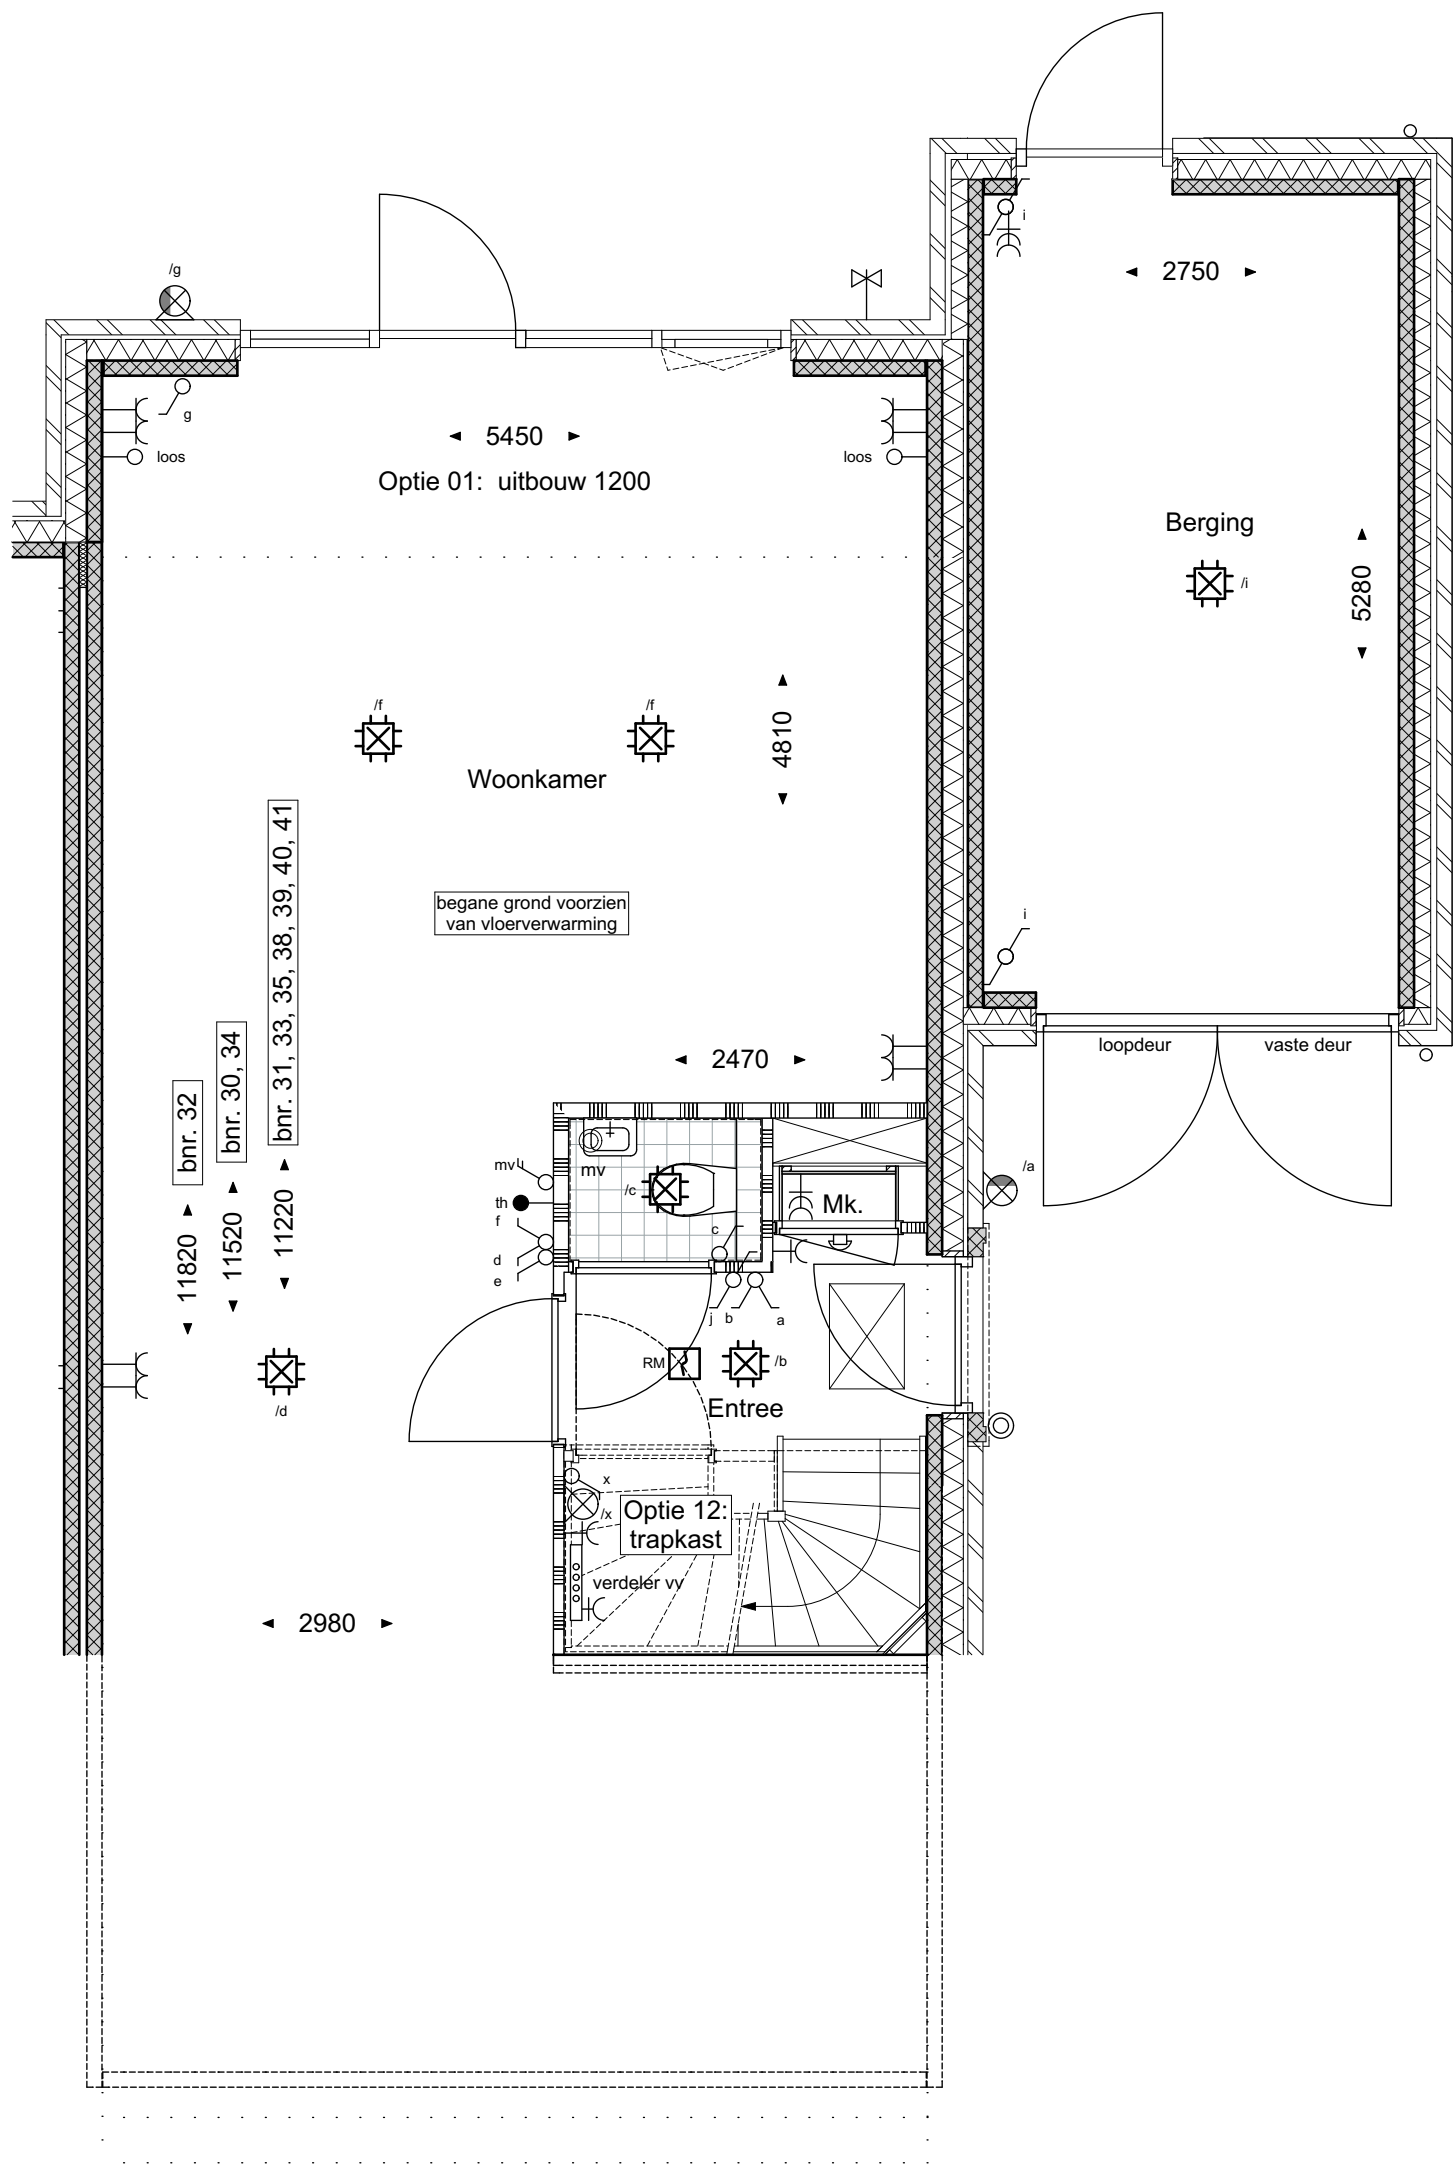 i
2750
/g
g
5450
loos
loos
Optie 01: uitbouw 1200
Berging
/i
5280
/f
/f
4810
Woonkamer
bnr. 31, 33, 35, 38, 39, 40, 41
begane grond voorzien
van vloerverwarming
i
bnr. 30, 34
bnr. 32
2470
loopdeur
vaste deur
mv
mv
/c
/a
th
Mk.
f
c
d
e
11820
11520
11220
j
b
a
RM
/b
/d
Entree
x
/x
Optie 12:
trapkast
verdeler vv
2980